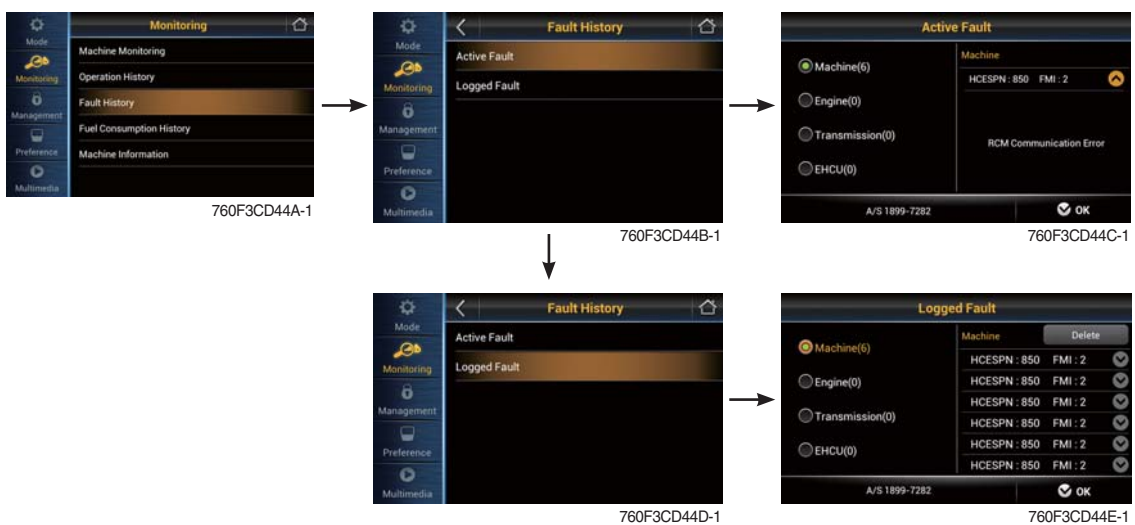 Monitoring
Mode
Monitoring
Management
Preference
Multimedia
Machine Monitoring
Operation History
Fault History
Fuel Consumption History
Machine Information
760F3CD44A-1
Fault History
Mode
Monitoring
Management
Preference
Multimedia
Active Fault
Logged Fault
760F3CD44B-1
Active Fault
Machine(6)
Engine(0)
Transmission(0)
EHCU(0)
Machine
HCESPN : 850 FMI : 2
RCM Communication Error
A/S 1899-7282
OK
760F3CD44C-1
Fault History
Mode
Monitoring
Management
Preference
Multimedia
Active Fault
Logged Fault
760F3CD44D-1
Logged Fault
Machine(6)
Engine(0)
Transmission(0)
EHCU(0)
Machine Delete
HCESPN : 850 FMI : 2
HCESPN : 850 FMI : 2
HCESPN : 850 FMI : 2
HCESPN : 850 FMI : 2
HCESPN : 850 FMI : 2
HCESPN : 850 FMI : 2
A/S 1899-7282
OK
760F3CD44E-1